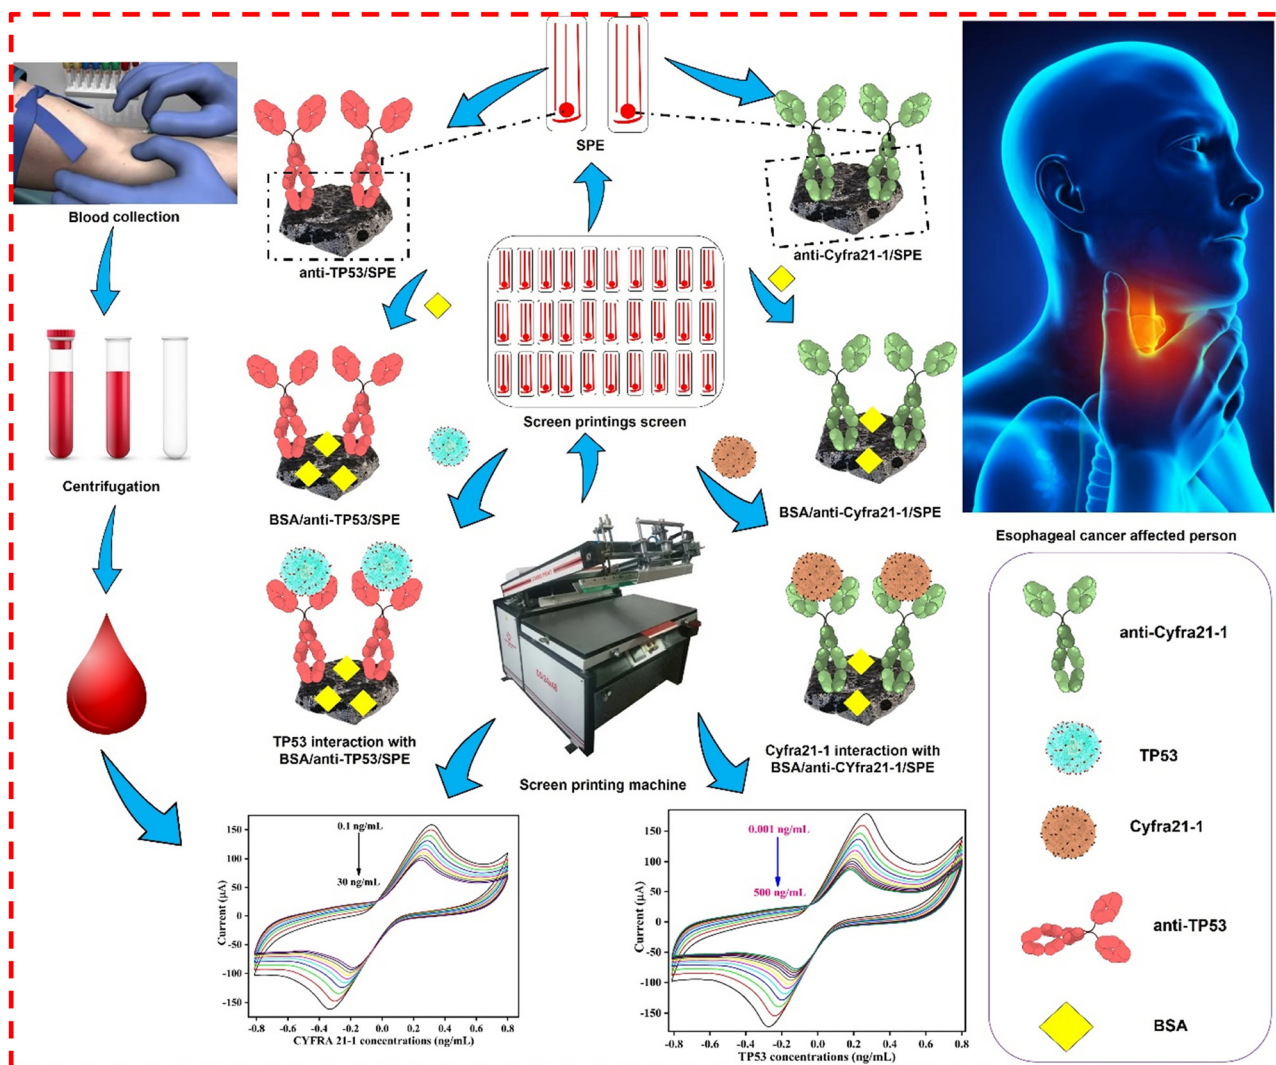 SPE
Blood collection
anti-TP53/SPE
anti-Cyfra21-1/SPE
Screen printings screen
Centrifugation
BSA/anti-TP53/SPE
BSA/anti-Cyfra21-1/SPE
Esophageal cancer affected person
anti-Cyfra21-1
TP53
Cyfra21-1
anti-TP53
BSA
TP53 interaction with
BSA/anti-TP53/SPE
Cyfra21-1 interaction with
BSA/anti-CYfra21-1/SPE
Screen printing machine
150
100
50
0
-50
-100
-150
Current (µA)
0.1 ng/mL
30 ng/mL
-0.8 -0.6 -0.4 -0.2 0.0 0.2 0.4 0.6 0.8
CYFRA 21-1 concentrations (ng/mL)
150
100
50
0
-50
-100
-150
Current (µA)
0.001 ng/mL
500 ng/mL
-0.8 -0.6 -0.4 -0.2 0.0 0.2 0.4 0.6 0.8
TP53 concentrations (ng/mL)